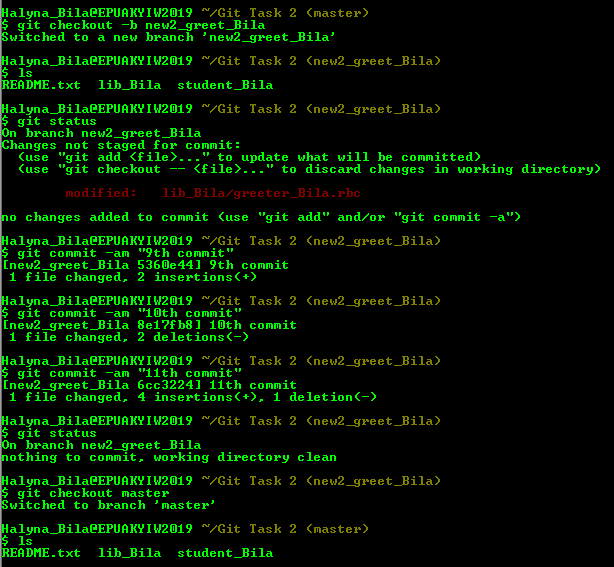 Halyna_Bila@EPUAKYIW2019 ~/Git Task 2 (master)
$ git checkout -b new2_greet_Bila
Switched to a new branch 'new2_greet_Bila'
Halyna_Bila@EPUAKYIW2019 ~/Git Task 2 (new2_greet_Bila)
$ ls
README.txt  lib_Bila  student_Bila
Halyna_Bila@EPUAKYIW2019 ~/Git Task 2 (new2_greet_Bila)
$ git status
On branch new2_greet_Bila
Changes not staged for commit:
  (use "git add <file>..." to update what will be committed)
  (use "git checkout -- <file>..." to discard changes in working directory)
        modified:   lib_Bila/greeter_Bila.rbc
no changes added to commit (use "git add" and/or "git commit -a")
Halyna_Bila@EPUAKYIW2019 ~/Git Task 2 (new2_greet_Bila)
$ git commit -am "9th commit"
[new2_greet_Bila 5360e44] 9th commit
 1 file changed, 2 insertions(+)
Halyna_Bila@EPUAKYIW2019 ~/Git Task 2 (new2_greet_Bila)
$ git commit -am "10th commit"
[new2_greet_Bila 8e17fb8] 10th commit
 1 file changed, 2 deletions(-)
Halyna_Bila@EPUAKYIW2019 ~/Git Task 2 (new2_greet_Bila)
$ git commit -am "11th commit"
[new2_greet_Bila 6cc3224] 11th commit
 1 file changed, 4 insertions(+), 1 deletion(-)
Halyna_Bila@EPUAKYIW2019 ~/Git Task 2 (new2_greet_Bila)
$ git status
On branch new2_greet_Bila
nothing to commit, working directory clean
Halyna_Bila@EPUAKYIW2019 ~/Git Task 2 (new2_greet_Bila)
$ git checkout master
Switched to branch 'master'
Halyna_Bila@EPUAKYIW2019 ~/Git Task 2 (master)
$ ls
README.txt  lib_Bila  student_Bila